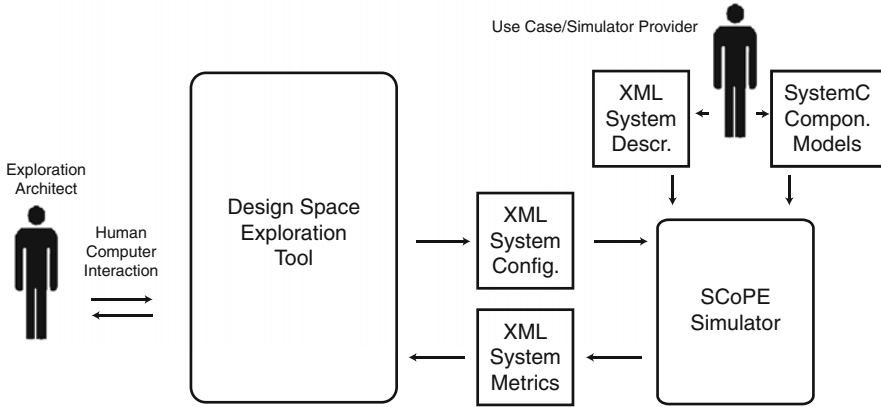 Use Case/Simulator Provider
XML
System
Descr.
SystemC
Compon.
Models
Exploration
Architect
Human
Computer
Interaction
Design Space
Exploration
Tool
XML
System
Config.
XML
System
Metrics
SCoPE
Simulator